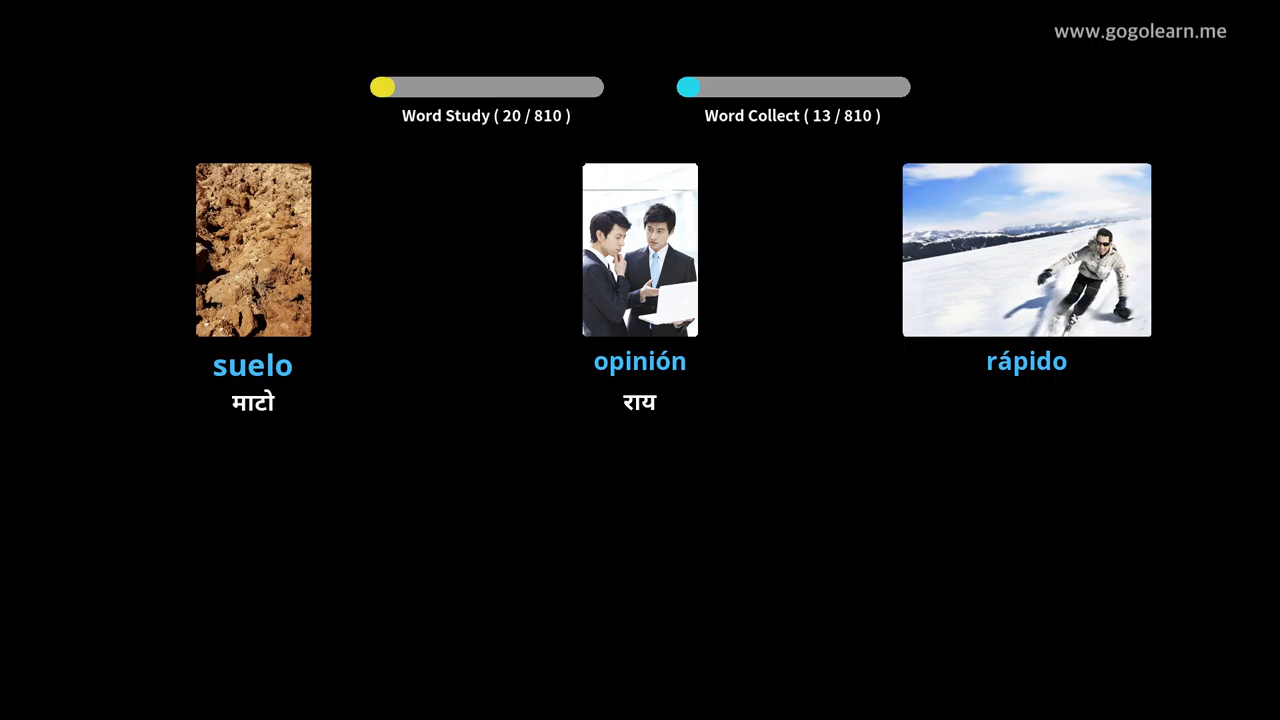 www.gogolearn.me
Word Study ( 20 / 810 )
Word Collect ( 13 / 810 )
suelo
opinión
rápido
माटो
राय